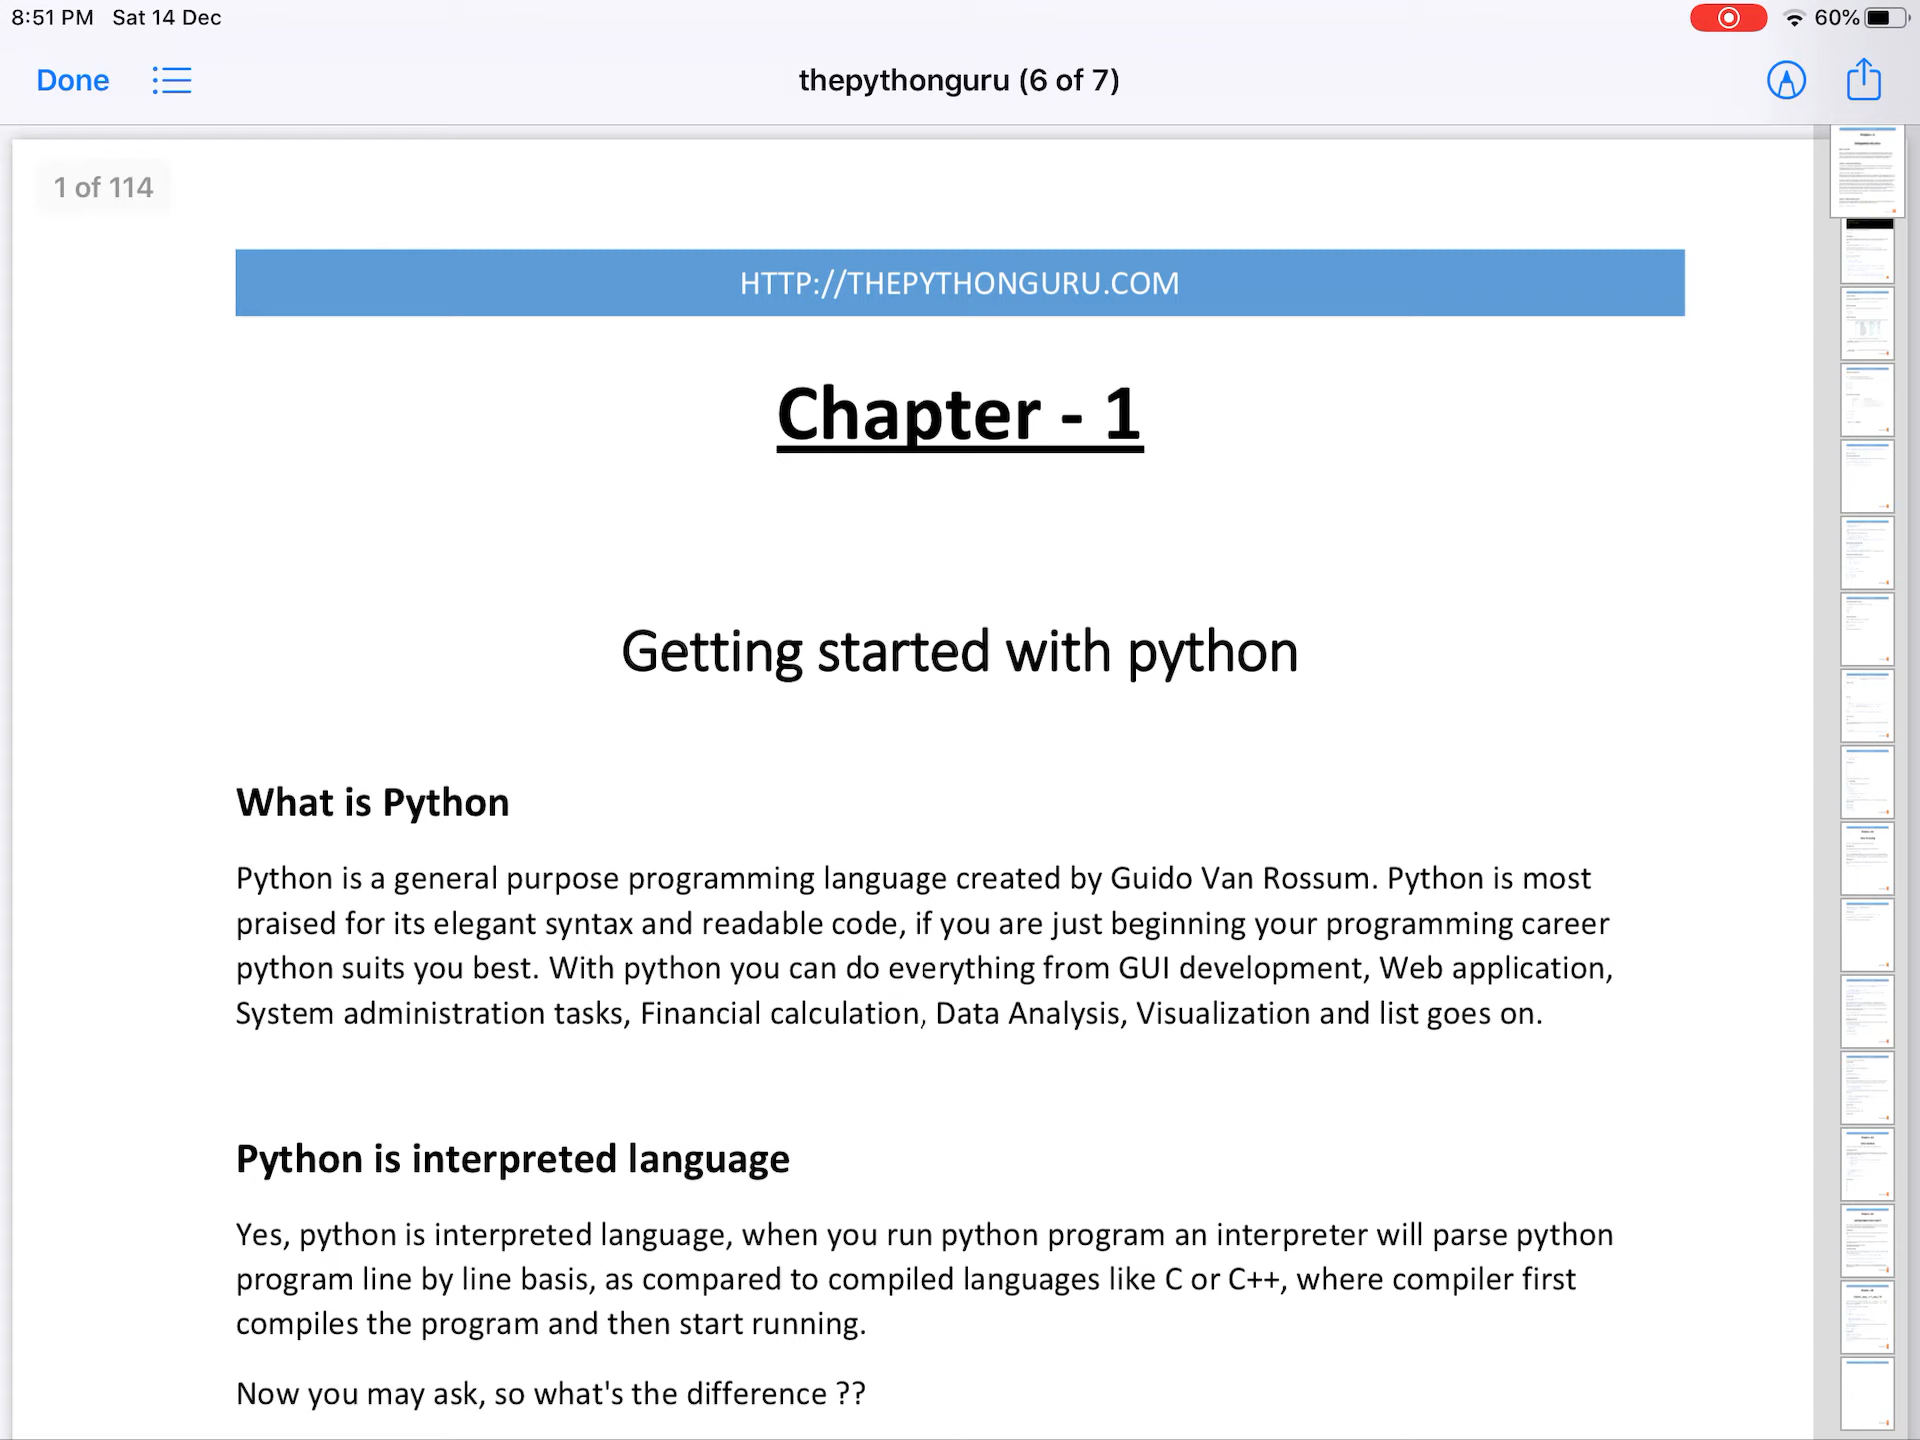 8:51 PM Sat 14 Dec
60%
Done
thepythonguru (6 of 7)
1 of 114
HTTP://THEPYTHONGURU.COM
Chapter - 1
Getting started with python
What is Python
Python is a general purpose programming language created by Guido Van Rossum. Python is most
praised for its elegant syntax and readable code, if you are just beginning your programming career
python suits you best. With python you can do everything from GUI development, Web application,
System administration tasks, Financial calculation, Data Analysis, Visualization and list goes on.
Python is interpreted language
Yes, python is interpreted language, when you run python program an interpreter will parse python
program line by line basis, as compared to compiled languages like C or C++, where compiler first
compiles the program and then start running.
Now you may ask, so what's the difference ??